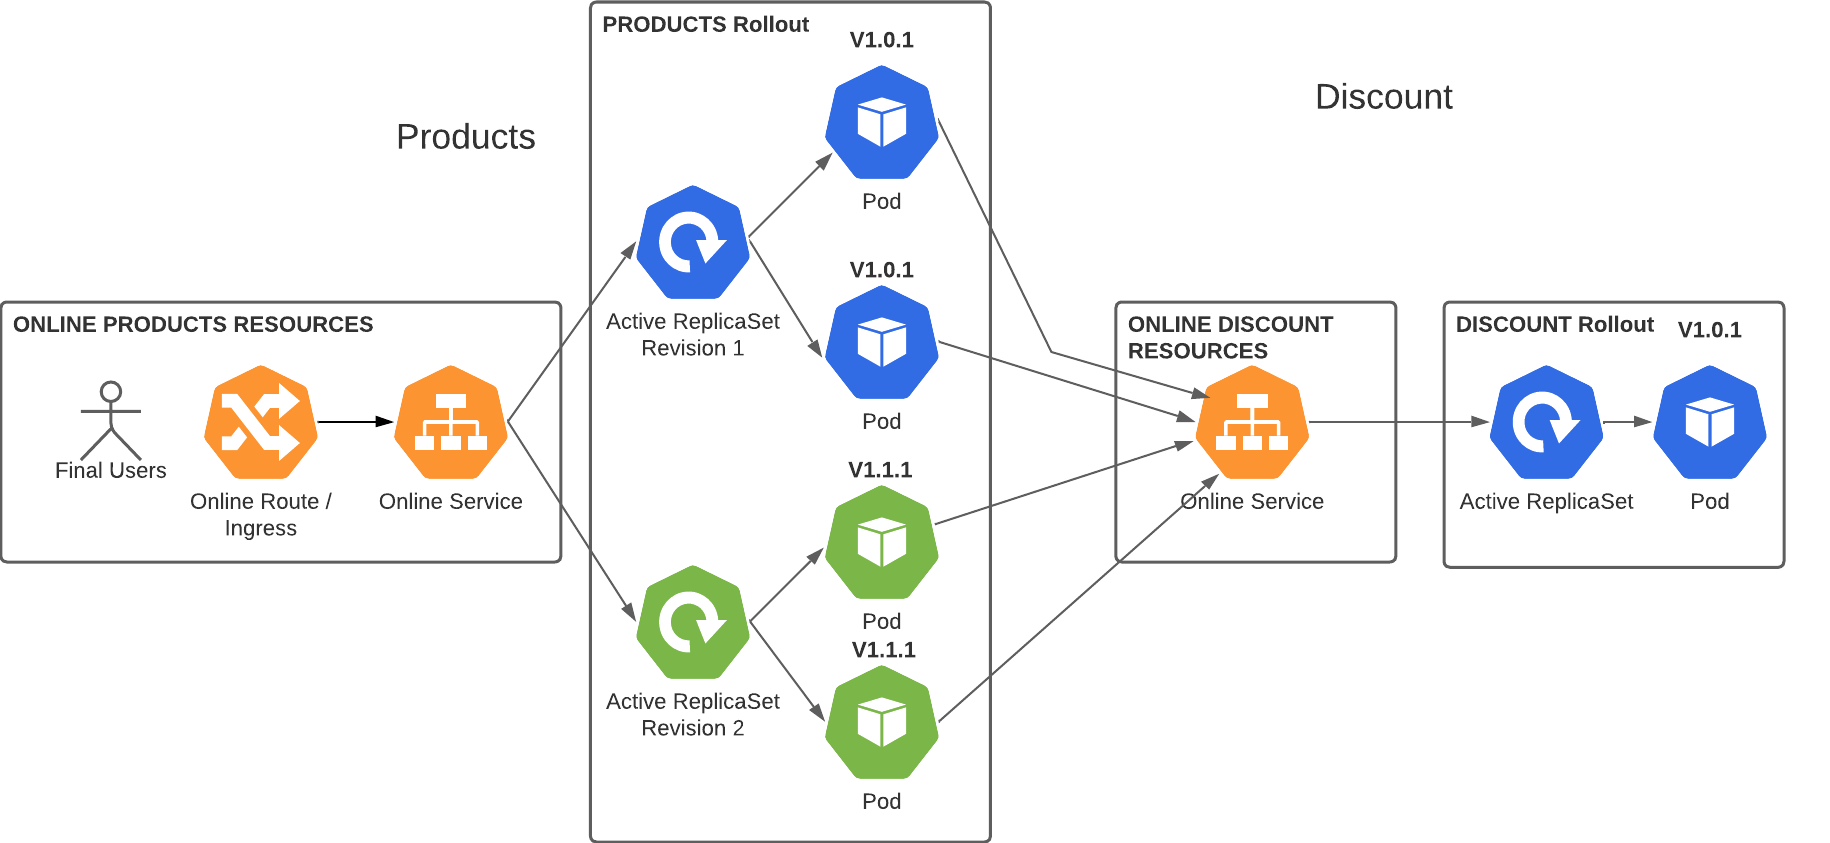 Products
Discount
ONLINE PRODUCTS RESOURCES
Final Users
Online Route /
Ingress
Online Service
PRODUCTS Rollout
V1.0.1
Pod
Active ReplicaSet
Revision 1
V1.0.1
Pod
V1.1.1
Pod
Active ReplicaSet
Revision 2
V1.1.1
Pod
ONLINE DISCOUNT
RESOURCES
Online Service
DISCOUNT Rollout
V1.0.1
Active ReplicaSet
Pod